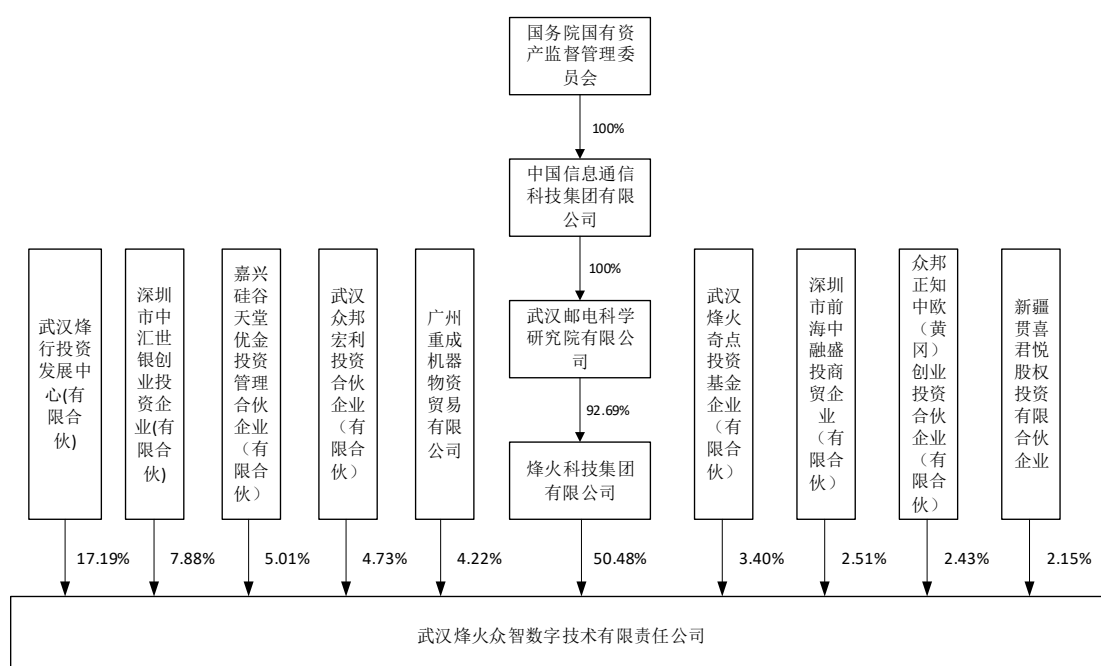 国务院国有资
产监督管理委
员会
100%
中国信息通信
科技集团有限
公司
100%
武汉邮电科学
研究院有限公
司
92.69%
烽火科技集团
有限公司
武汉烽
行投资
发展中
心(有
限合
伙)
深圳
市中
汇世
银创
业投
资企
业(有
限合
伙)
嘉兴
硅谷
天堂
优金
投资
管理
合伙
企业
（有
限合
伙）
武汉
众邦
宏利
投资
合伙
企业
（有
限合
伙）
广州
重成
机器
物资
贸易
有限
公司
武汉
烽火
奇点
投资
基金
企业
（有
限合
伙）
深圳
市前
海中
融盛
投商
贸企
业
（有
限合
伙）
众邦
正知
中欧
（黄
冈）
创业
投资
合伙
企业
（有
限合
伙）
新疆
贯喜
君悦
股权
投资
有限
合伙
企业
17.19%
7.88%
5.01%
4.73%
4.22%
50.48%
3.40%
2.51%
2.43%
2.15%
武汉烽火众智数字技术有限责任公司